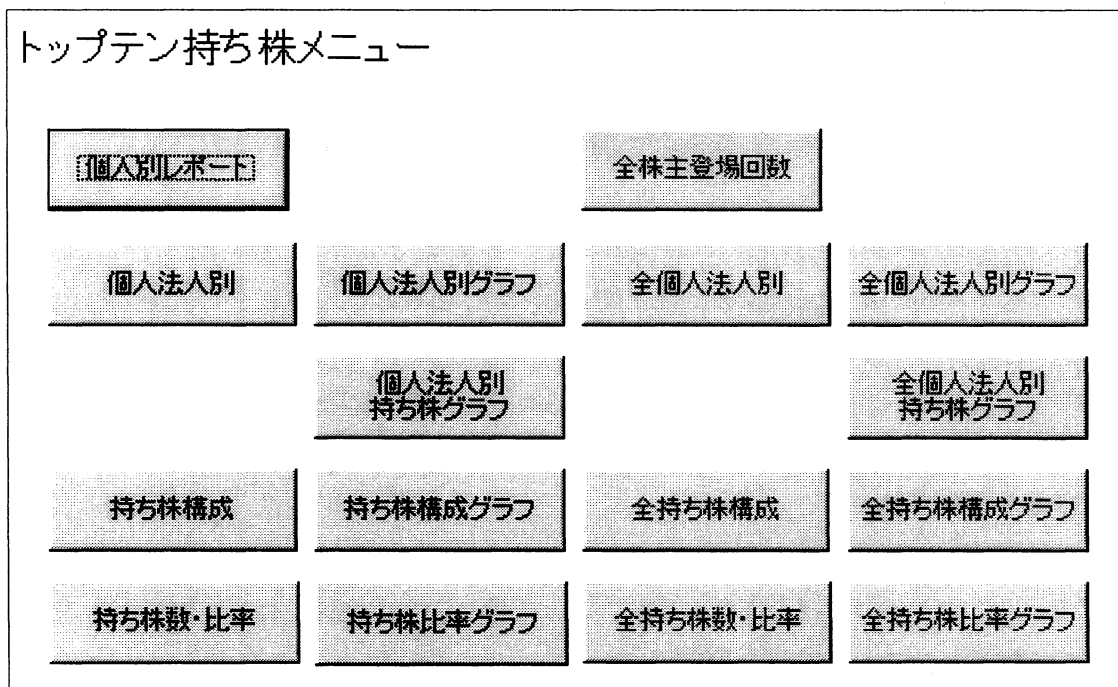 トップテン持ち株メニュー
個人別レポート
全株主登場回数
個人法人別
個人法人別グラフ
全個人法人別
全個人法人別グラフ
個人法人別
持ち株グラフ
全個人法人別
持ち株グラフ
持ち株構成
持ち株構成グラフ
全持ち株構成
全持ち株構成グラフ
持ち株数・比率
持ち株比率グラフ
全持ち株数・比率
全持ち株比率グラフ